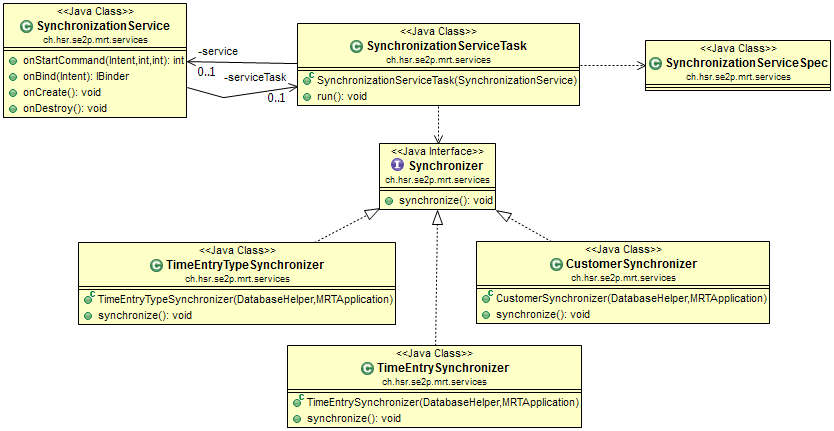 <<Java Class>>
SynchronizationService
ch.hsr.se2p.mrt.services
onStartCommand(Intent,int,int): int
onBind(Intent): IBinder
onCreate(): void
onDestroy(): void
-service
0..1
-serviceTask
0..1
<<Java Class>>
SynchronizationServiceTask
ch.hsr.se2p.mrt.services
SynchronizationServiceTask(SynchronizationService)
run(): void
<<Java Class>>
SynchronizationServiceSpec
ch.hsr.se2p.mrt.services
<<Java Interface>>
Synchronizer
ch.hsr.se2p.mrt.services
synchronize(): void
<<Java Class>>
TimeEntryTypeSynchronizer
ch.hsr.se2p.mrt.services
TimeEntryTypeSynchronizer(DatabaseHelper,MRTApplication)
synchronize(): void
<<Java Class>>
CustomerSynchronizer
ch.hsr.se2p.mrt.services
CustomerSynchronizer(DatabaseHelper,MRTApplication)
synchronize(): void
<<Java Class>>
TimeEntrySynchronizer
ch.hsr.se2p.mrt.services
TimeEntrySynchronizer(DatabaseHelper,MRTApplication)
synchronize(): void